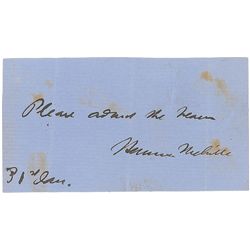 Please admit the bearer
Herman Melville
31st Jan.